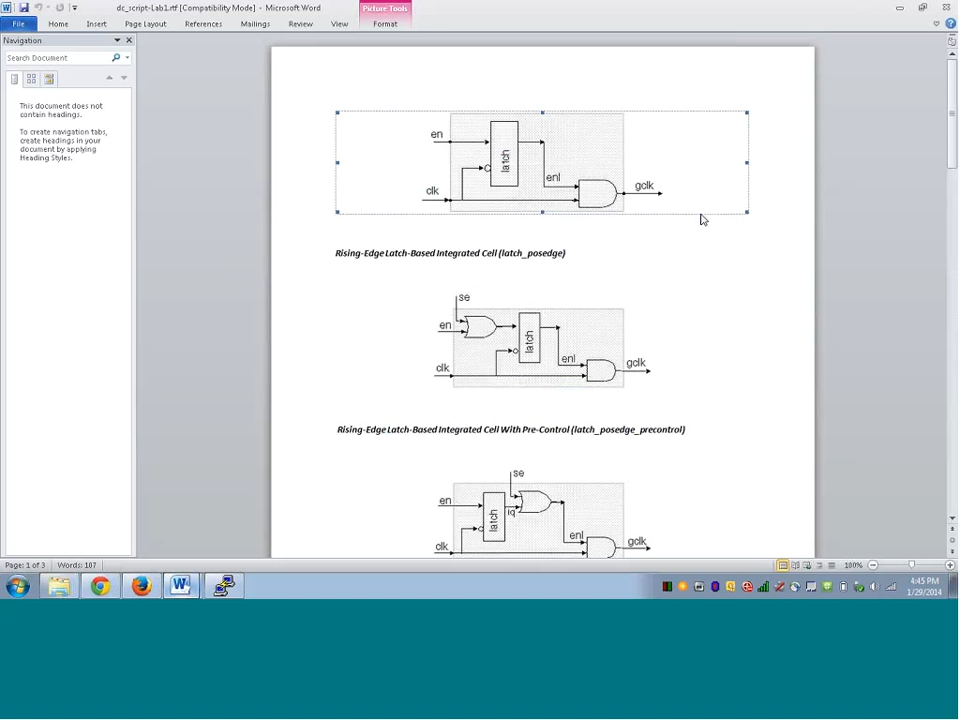 dc_script-Lab1.rtf [Compatibility Mode] - Microsoft Word
Picture Tools
File Home Insert Page Layout References Mailings Review View Format
Navigation
Search Document
This document does not
contain headings.
To create navigation tabs,
create headings in your
document by applying
Heading Styles.
en
latch
enl
clk
gclk
Rising-Edge Latch-Based Integrated Cell (latch_posedge)
se
en
latch
enl
clk
gclk
Rising-Edge Latch-Based Integrated Cell With Pre-Control (latch_posedge_precontrol)
se
en
latch
iq
enl
clk
gclk
Page: 1 of 3 Words: 107 100%
4:45 PM
1/29/2014